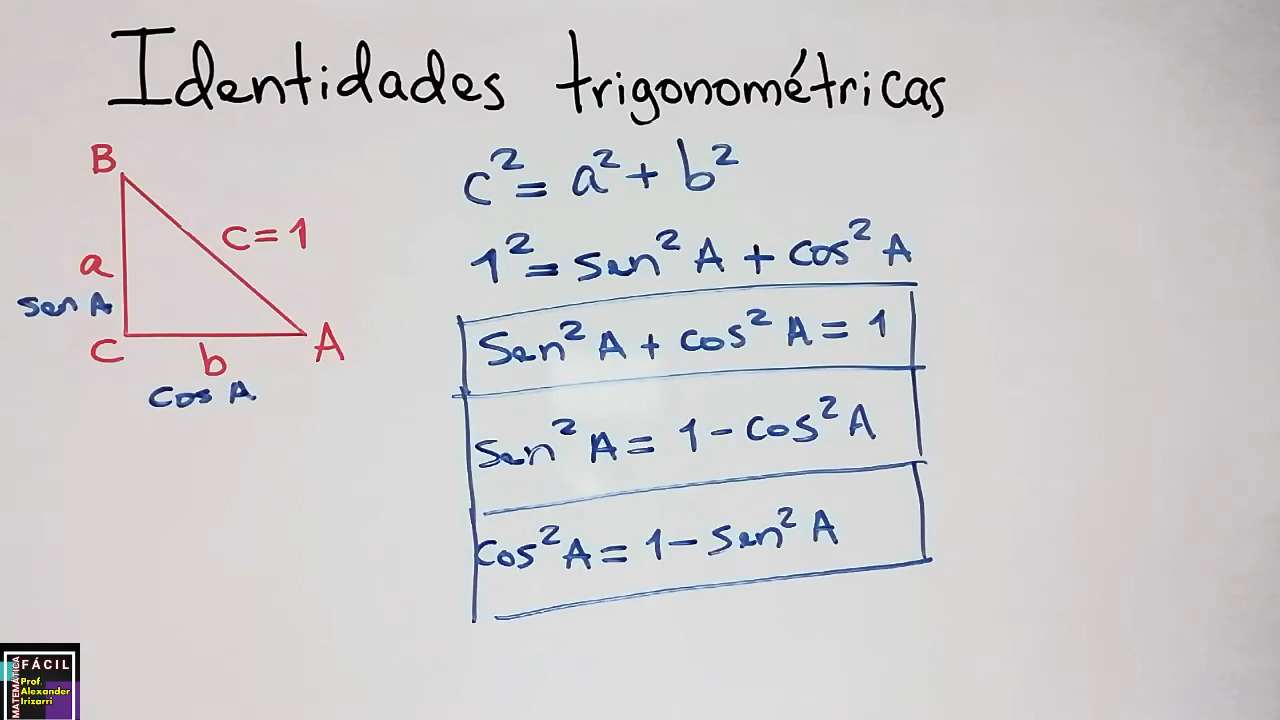 Identidades trigonométricas
B
c = 1
a
sen A
C
b
A
cos A
c² = a² + b²
1² = sen² A + cos² A
Sen² A + cos² A = 1
sen² A = 1 - cos² A
cos² A = 1 - sen² A
MATEMÁTICA
FÁCIL
Prof.
Alexander
Irizarri